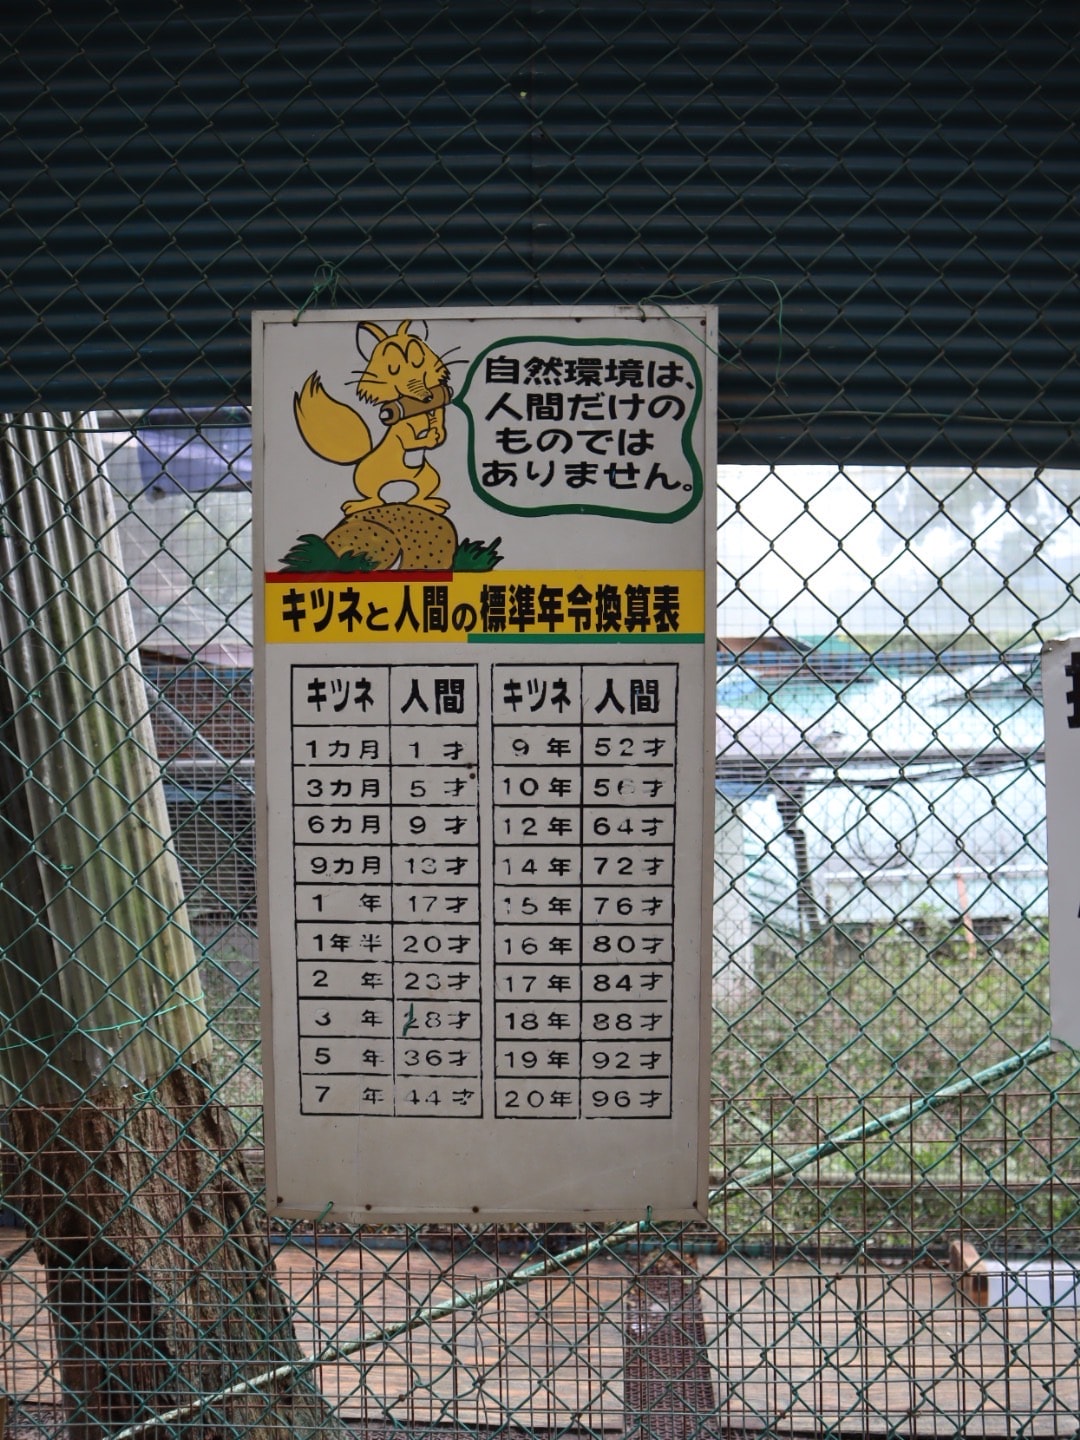 自然環境は、
人間だけの
ものでは
ありません。
キツネと人間の標準年令換算表
キツネ 人間 キツネ 人間
1カ月 1才 9年 52才
3カ月 5才 10年 56才
6カ月 9才 12年 64才
9カ月 13才 14年 72才
1年 17才 15年 76才
1年半 20才 16年 80才
2年 23才 17年 84才
3年 28才 18年 88才
5年 36才 19年 92才
7年 44才 20年 96才